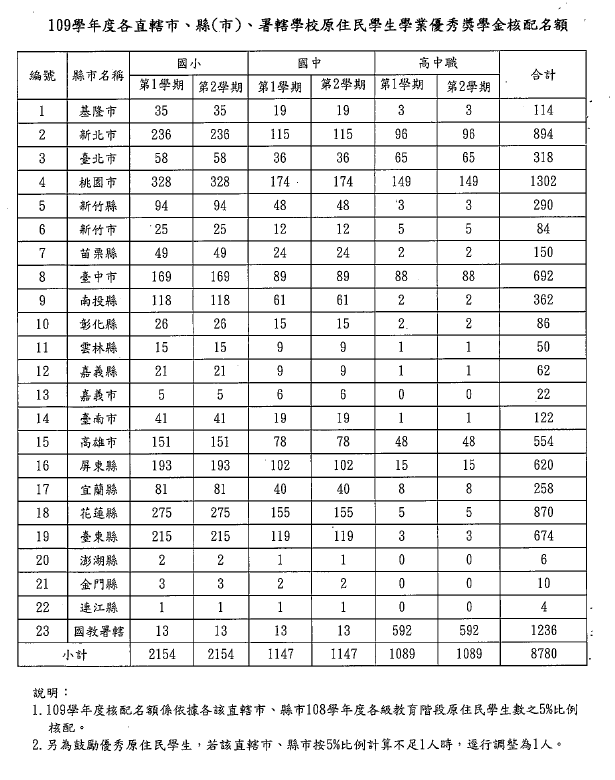 109學年度各直轄市、縣(市)、署轄學校原住民學生學業優秀獎學金核配名額
編號 縣市名稱 國小 國中 高中職 合計
第1學期 第2學期 第1學期 第2學期 第1學期 第2學期
1 基隆市 35 35 19 19 3 3 114
2 新北市 236 236 115 115 96 96 894
3 臺北市 58 58 36 36 65 65 318
4 桃園市 328 328 174 174 149 149 1302
5 新竹縣 94 94 48 48 3 3 290
6 新竹市 25 25 12 12 5 5 84
7 苗栗縣 49 49 24 24 2 2 150
8 臺中市 169 169 89 89 88 88 692
9 南投縣 118 118 61 61 2 2 362
10 彰化縣 26 26 15 15 2 2 86
11 雲林縣 15 15 9 9 1 1 50
12 嘉義縣 21 21 9 9 1 1 62
13 嘉義市 5 5 6 6 0 0 22
14 臺南市 41 41 19 19 1 1 122
15 高雄市 151 151 78 78 48 48 554
16 屏東縣 193 193 102 102 15 15 620
17 宜蘭縣 81 81 40 40 8 8 258
18 花蓮縣 275 275 155 155 5 5 870
19 臺東縣 215 215 119 119 3 3 674
20 澎湖縣 2 2 1 1 0 0 6
21 金門縣 3 3 2 2 0 0 10
22 連江縣 1 1 1 1 0 0 4
23 國教署轄 13 13 13 13 592 592 1236
小計 2154 2154 1147 1147 1089 1089 8780
說明：
1.109學年度核配名額係依據各該直轄市、縣市108學年度各級教育階段原住民學生數之5%比例
核配。
2.另為鼓勵優秀原住民學生，若該直轄市、縣市按5%比例計算不足1人時，逕行調整為1人。